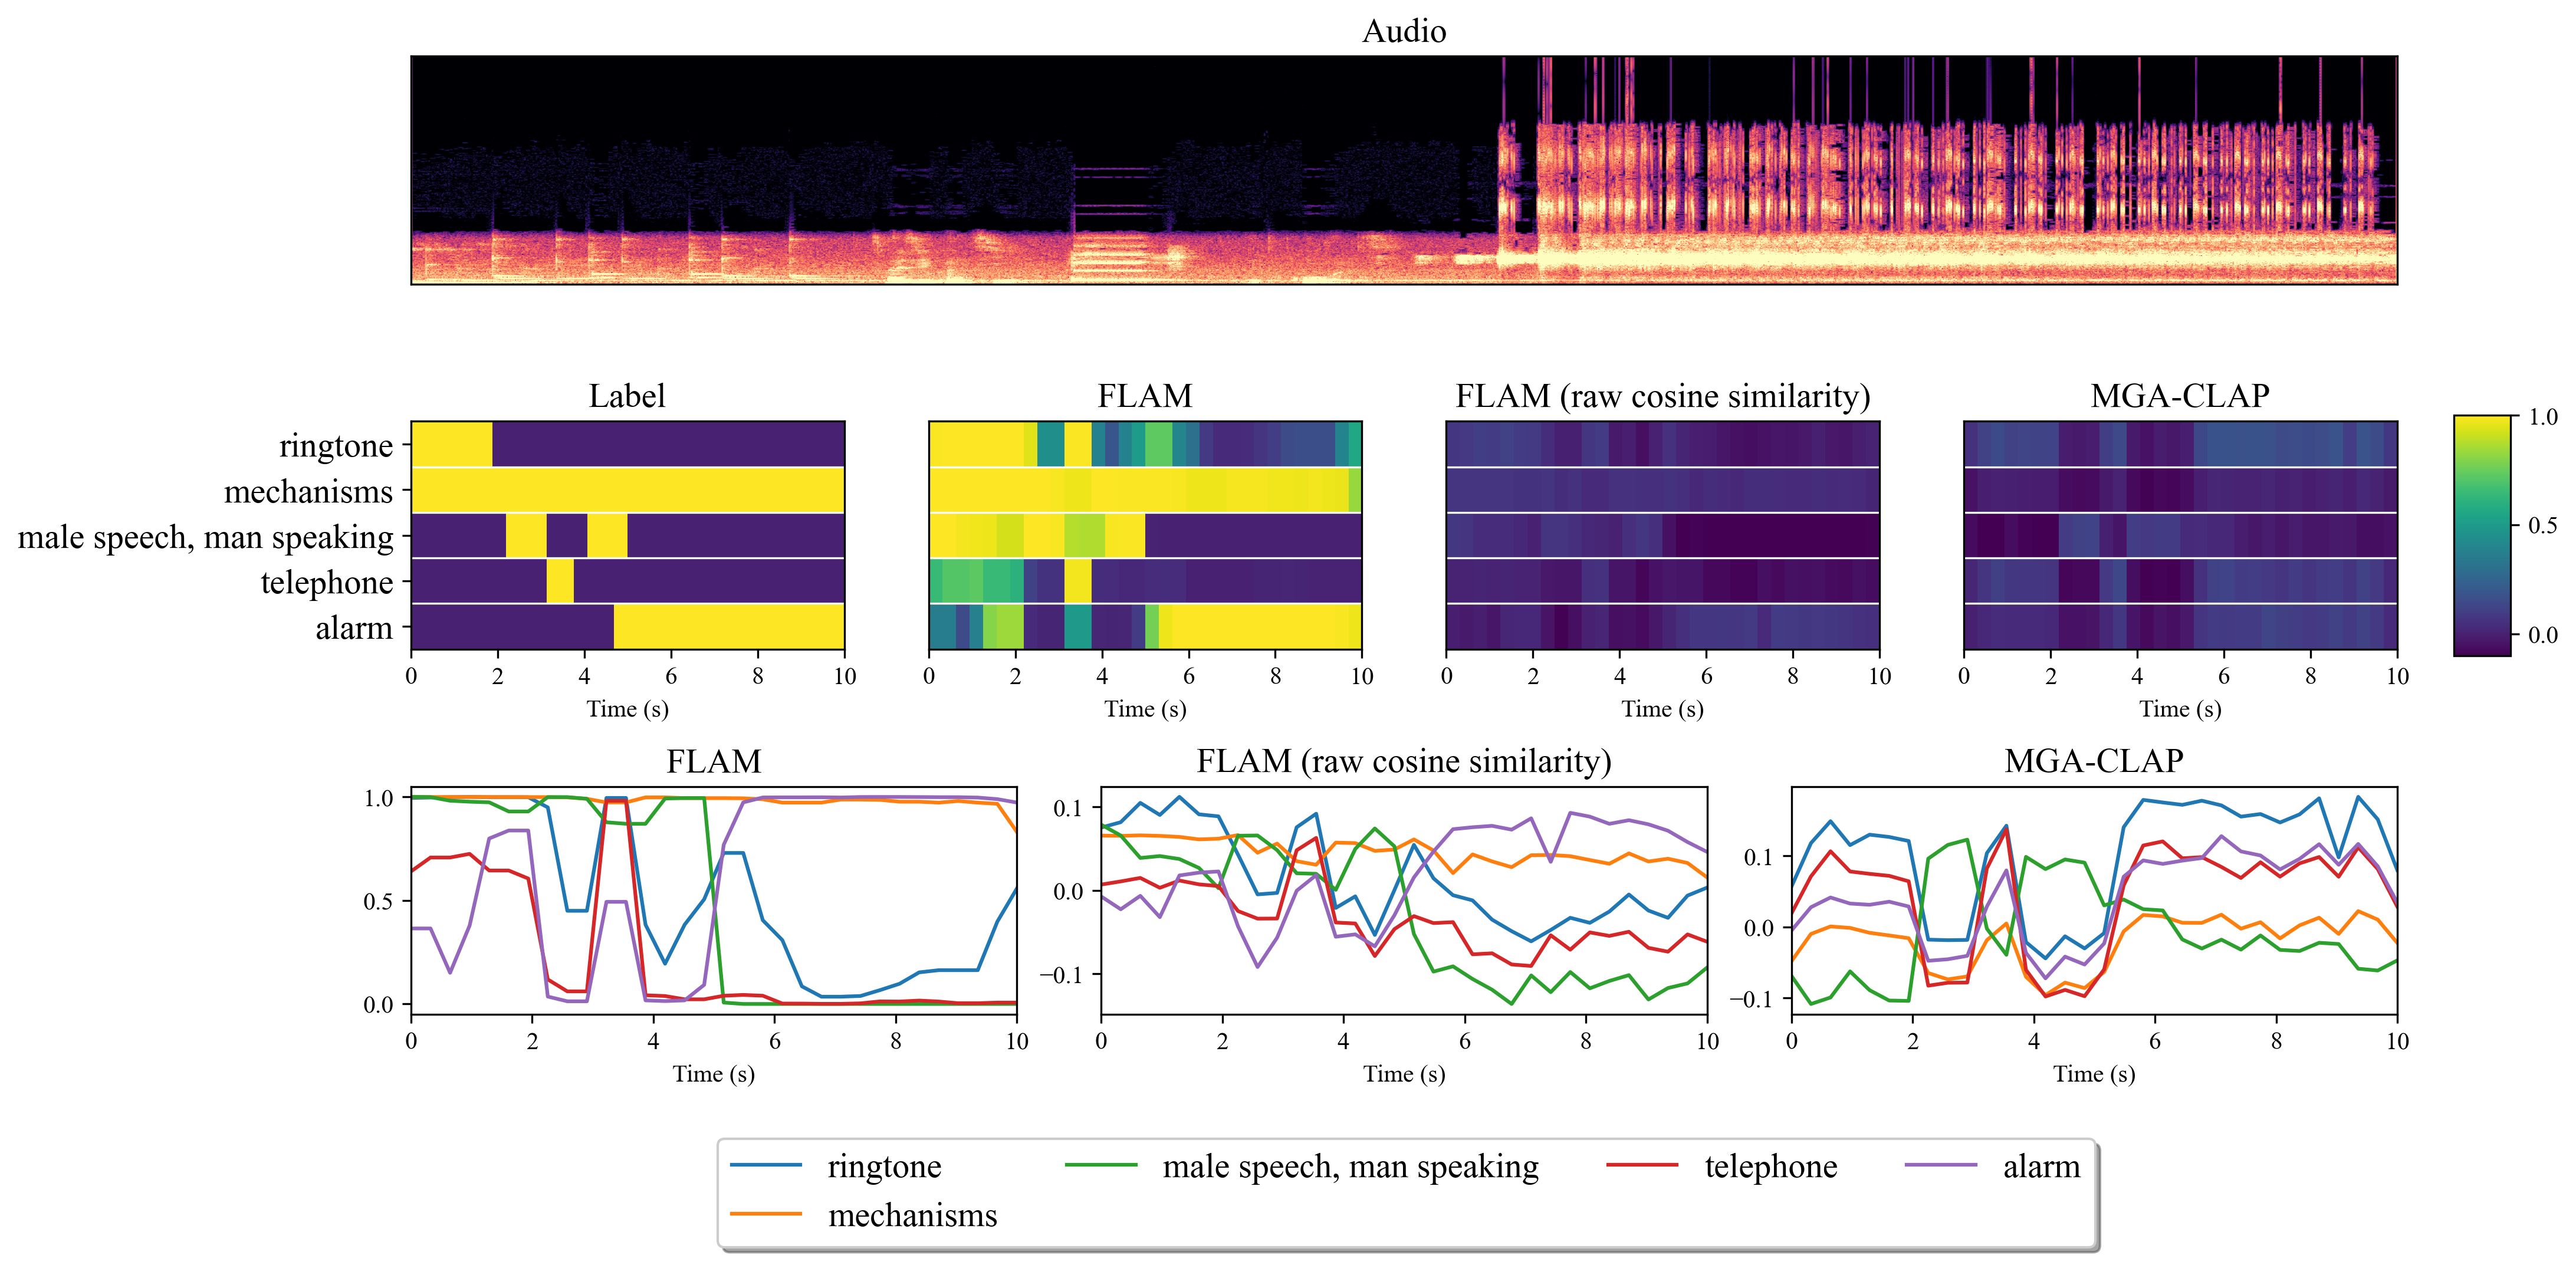 Audio
Label
FLAM
FLAM (raw cosine similarity)
MGA-CLAP
ringtone
mechanisms
male speech, man speaking
telephone
alarm
0 2 4 6 8 10
0 2 4 6 8 10
0 2 4 6 8 10
0 2 4 6 8 10
Time (s)
Time (s)
Time (s)
Time (s)
1.0
0.5
0.0
FLAM
FLAM (raw cosine similarity)
MGA-CLAP
1.0
0.5
0.0
0 2 4 6 8 10
Time (s)
0.1
0.0
−0.1
0 2 4 6 8 10
Time (s)
0.1
0.0
−0.1
0 2 4 6 8 10
Time (s)
ringtone
male speech, man speaking
telephone
alarm
mechanisms